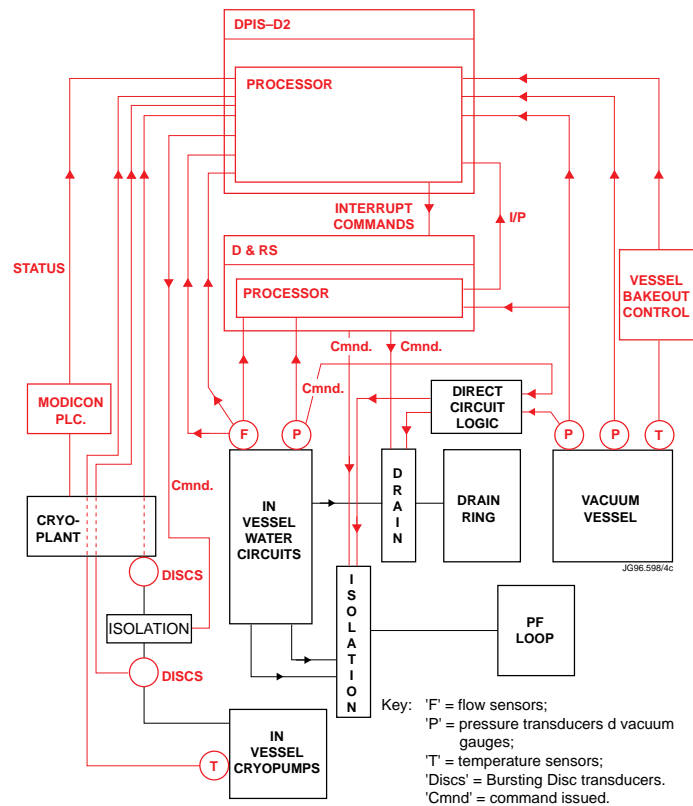 DPIS–D2
PROCESSOR
INTERRUPT
COMMANDS
I/P
STATUS
D & RS
PROCESSOR
VESSEL
BAKEOUT
CONTROL
Cmnd.
Cmnd.
Cmnd.
MODICON
PLC.
DIRECT
CIRCUIT
LOGIC
F
P
P
P
T
Cmnd.
CRYO-
PLANT
IN
VESSEL
WATER
CIRCUITS
DRAIN
DRAIN
RING
VACUUM
VESSEL
JG96.598/4c
DISCS
ISOLATION
ISOLATION
PF
LOOP
DISCS
IN
VESSEL
CRYOPUMPS
T
Key: 'F' = flow sensors;
'P' = pressure transducers d vacuum
gauges;
'T' = temperature sensors;
'Discs' = Bursting Disc transducers.
'Cmnd' = command issued.